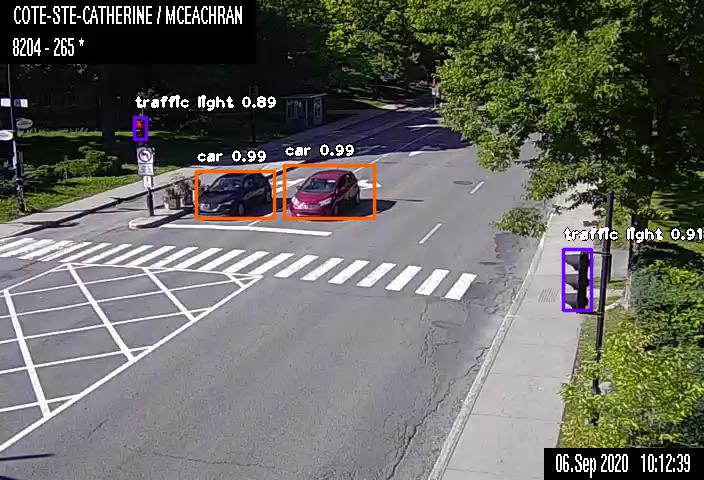 COTE-STE-CATHERINE / MCEACHRAN
8204 - 265 *
traffic light 0.89
car 0.99
car 0.99
traffic light 0.91
06.Sep 2020 10:12:39